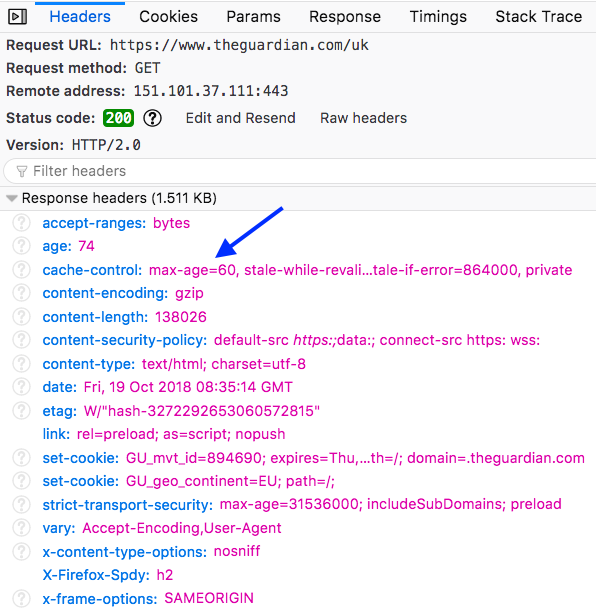 Headers Cookies Params Response Timings Stack Trace
Request URL: https://www.theguardian.com/uk
Request method: GET
Remote address: 151.101.37.111:443
Status code: 200 ? Edit and Resend Raw headers
Version: HTTP/2.0
Filter headers
Response headers (1.511 KB)
? accept-ranges: bytes
? age: 74
? cache-control: max-age=60, stale-while-revali…tale-if-error=864000, private
? content-encoding: gzip
? content-length: 138026
? content-security-policy: default-src https:;data:; connect-src https: wss:
? content-type: text/html; charset=utf-8
? date: Fri, 19 Oct 2018 08:35:14 GMT
? etag: W/"hash-3272292653060572815"
link: rel=preload; as=script; nopush
? set-cookie: GU_mvt_id=894690; expires=Thu,…th=/; domain=.theguardian.com
? set-cookie: GU_geo_continent=EU; path=/;
? strict-transport-security: max-age=31536000; includeSubDomains; preload
? vary: Accept-Encoding,User-Agent
? x-content-type-options: nosniff
X-Firefox-Spdy: h2
? x-frame-options: SAMEORIGIN